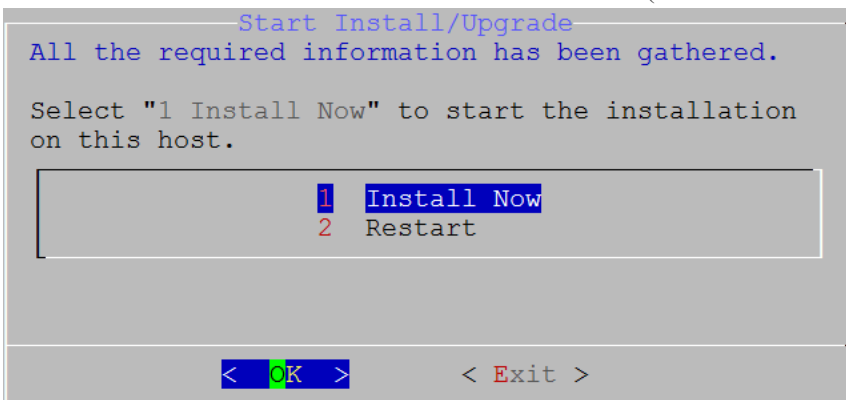 Start Install/Upgrade
All the required information has been gathered.
Select "1 Install Now" to start the installation
on this host.
1 Install Now
2 Restart
< OK > < Exit >